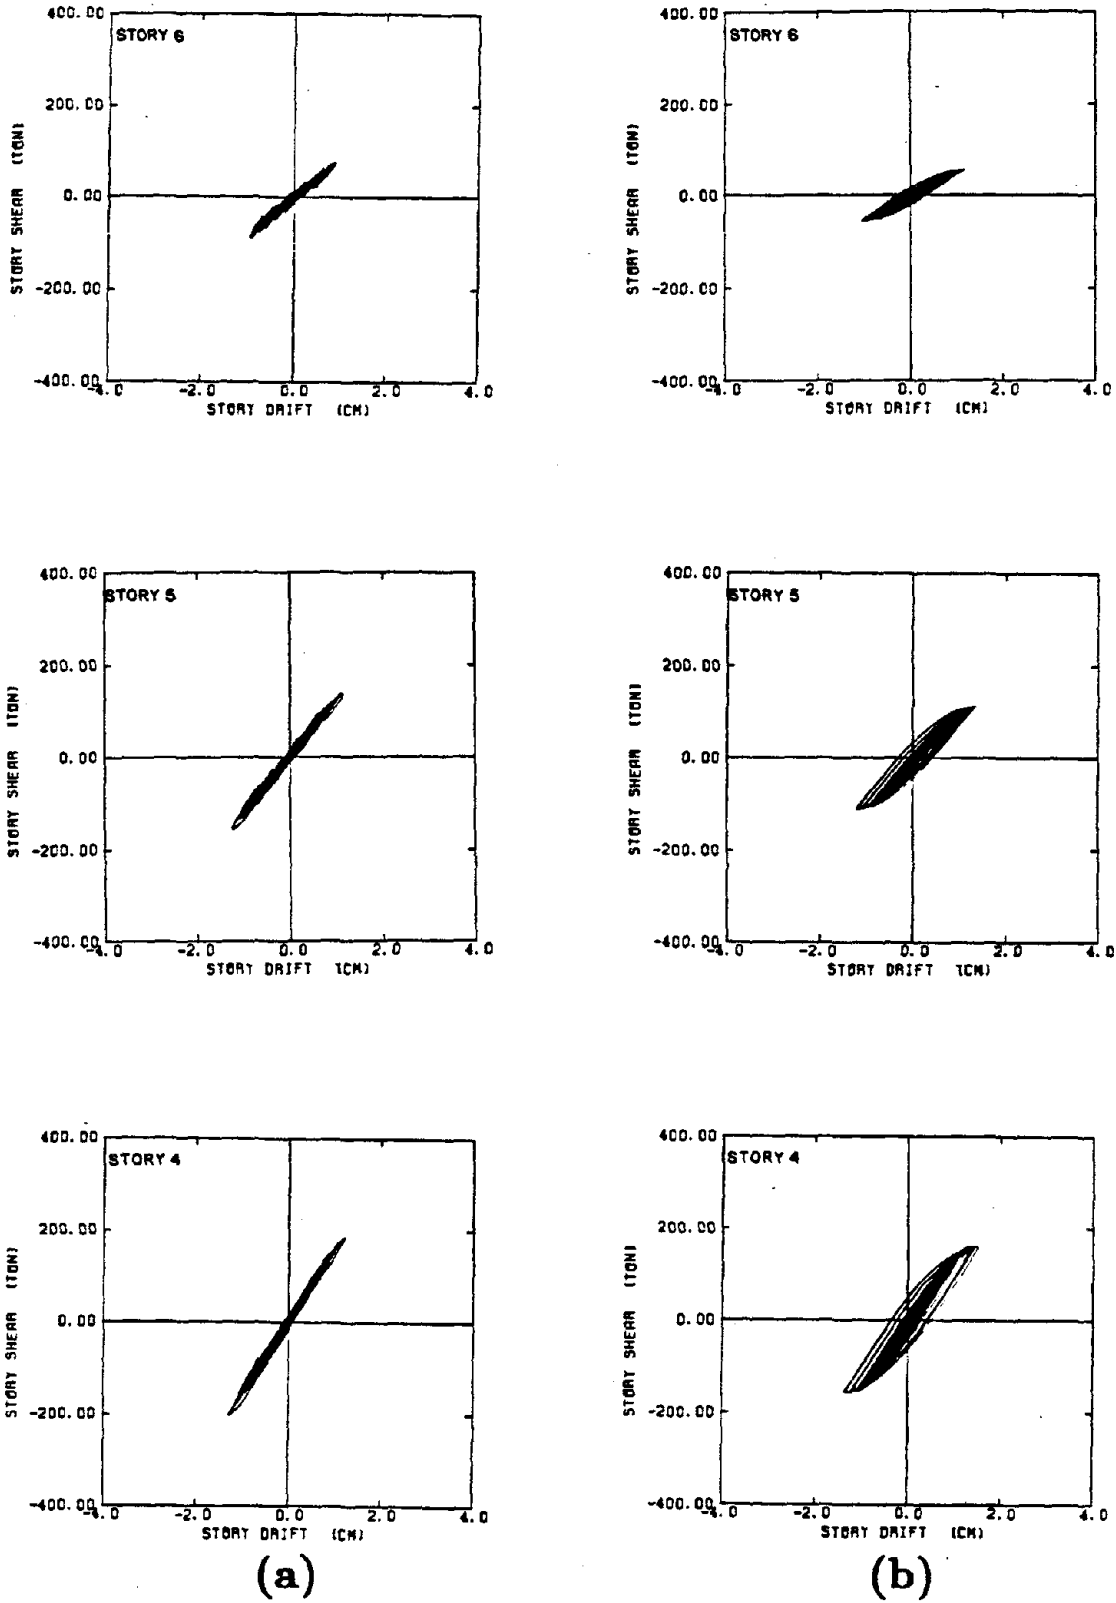 400.00
STORY 6
200.00
0.00
-200.00
-400.00
-4.0 -2.0 0.0 2.0 4.0
STORY DRIFT (CM)
STORY SHEAR (TON)
400.00
STORY 6
200.00
0.00
-200.00
-400.00
-4.0 -2.0 0.0 2.0 4.0
STORY DRIFT (CM)
STORY SHEAR (TON)
400.00
STORY 5
200.00
0.00
-200.00
-400.00
-4.0 -2.0 0.0 2.0 4.0
STORY DRIFT (CM)
STORY SHEAR (TON)
400.00
STORY 5
200.00
0.00
-200.00
-400.00
-4.0 -2.0 0.0 2.0 4.0
STORY DRIFT (CM)
STORY SHEAR (TON)
400.00
STORY 4
200.00
0.00
-200.00
-400.00
-4.0 -2.0 0.0 2.0 4.0
STORY DRIFT (CM)
STORY SHEAR (TON)
400.00
STORY 4
200.00
0.00
-200.00
-400.00
-4.0 -2.0 0.0 2.0 4.0
STORY DRIFT (CM)
STORY SHEAR (TON)
(a)
(b)